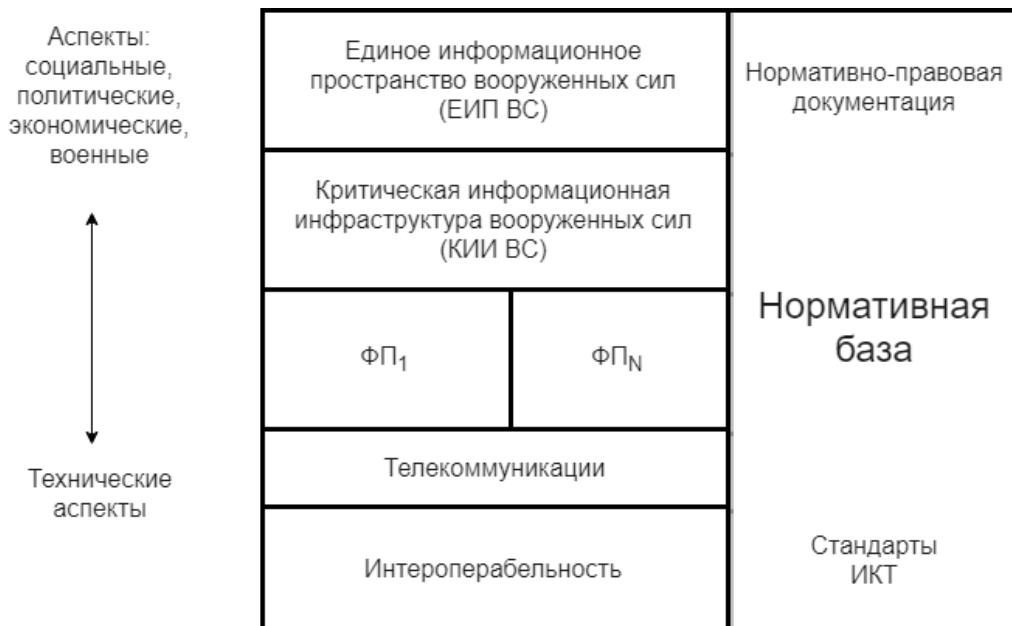 Аспекты:
социальные,
политические,
экономические,
военные
Технические
аспекты
Единое информационное
пространство вооруженных сил
(ЕИП ВС)
Критическая информационная
инфраструктура вооруженных сил
(КИИ ВС)
ФП1
ФПN
Телекоммуникации
Интероперабельность
Нормативно-правовая
документация
Нормативная
база
Стандарты
ИКТ